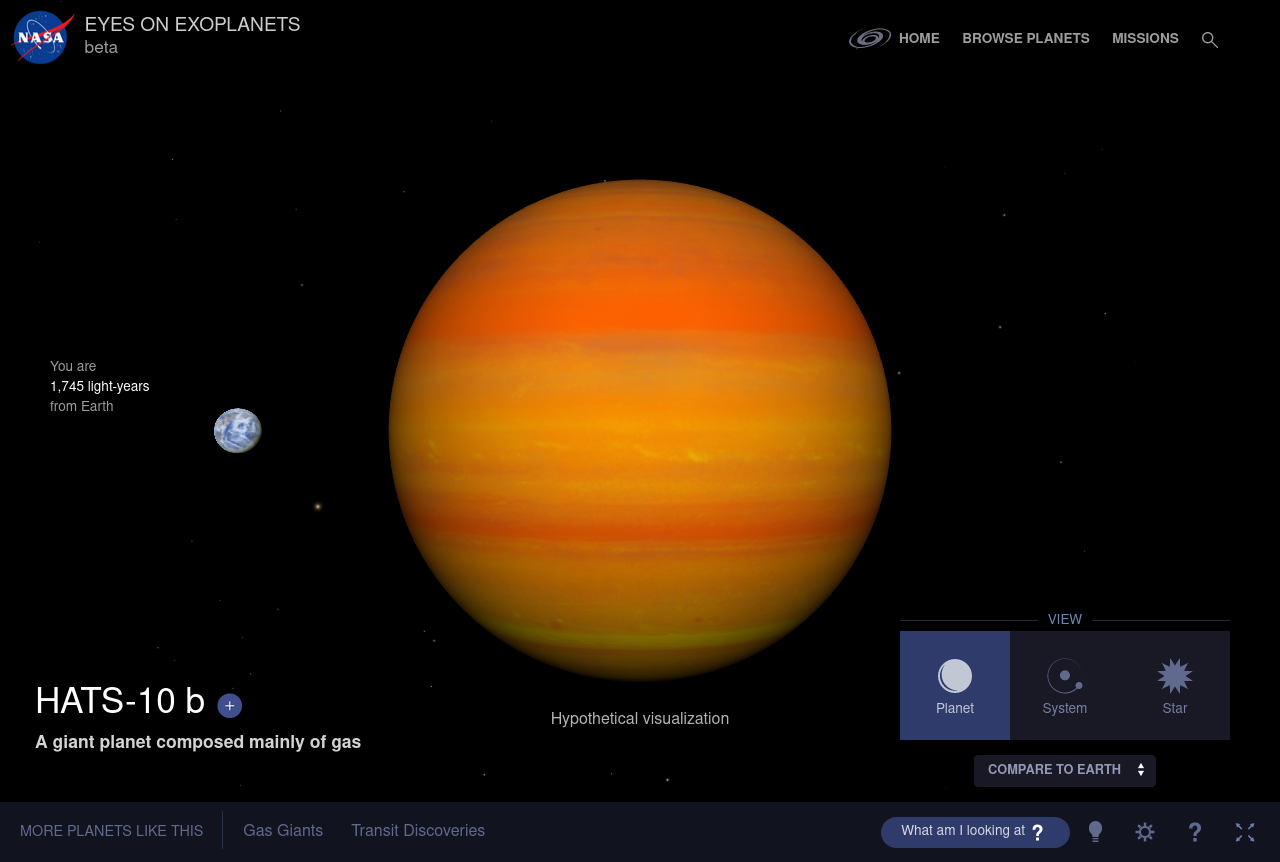 NASA
EYES ON EXOPLANETS
beta
HOME
BROWSE PLANETS
MISSIONS
You are
1,745 light-years
from Earth
HATS-10 b +
A giant planet composed mainly of gas
Hypothetical visualization
VIEW
Planet
System
Star
COMPARE TO EARTH
MORE PLANETS LIKE THIS
Gas Giants
Transit Discoveries
What am I looking at ?
?